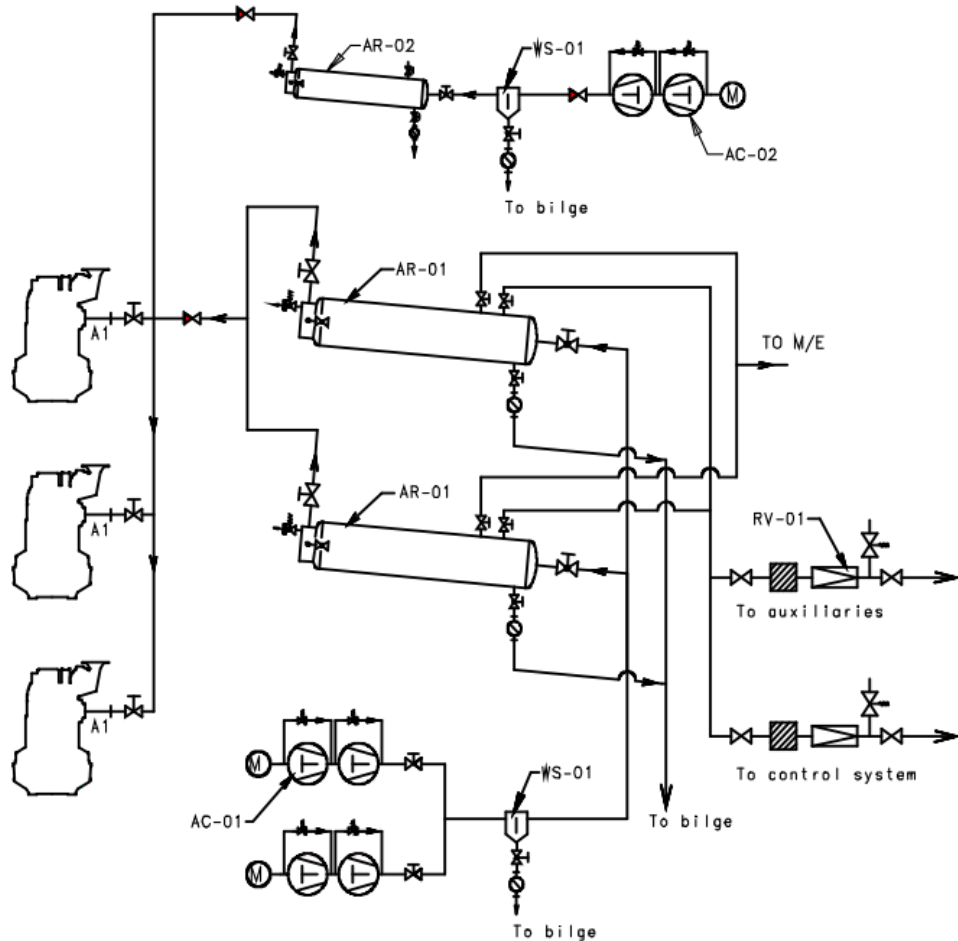 AR-02
WS-01
M
AC-02
To bilge
AR-01
A1
TO M/E
AR-01
A1
RV-01
To auxiliaries
A1
M
WS-01
To control system
AC-01
To bilge
M
To bilge